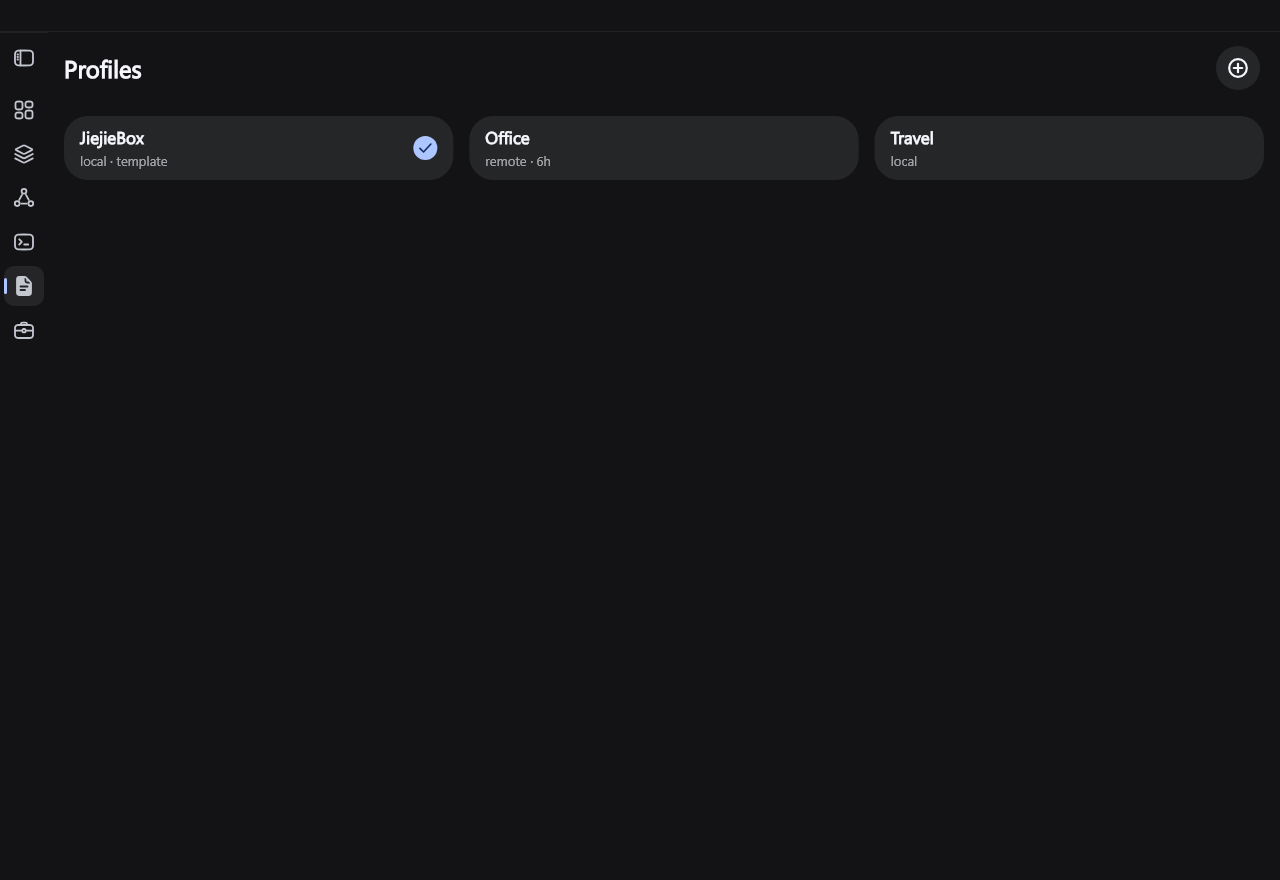 Profiles
JiejieBox
local · template
Office
remote · 6h
Travel
local